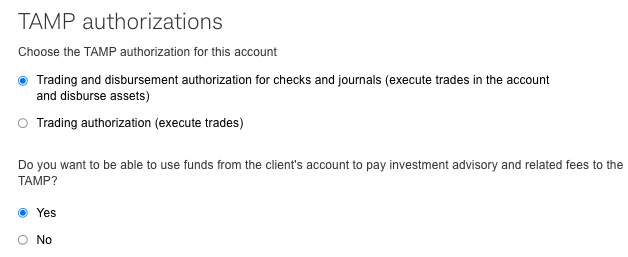 TAMP authorizations
Choose the TAMP authorization for this account
Trading and disbursement authorization for checks and journals (execute trades in the account
and disburse assets)
Trading authorization (execute trades)
Do you want to be able to use funds from the client's account to pay investment advisory and related fees to the
TAMP?
Yes
No